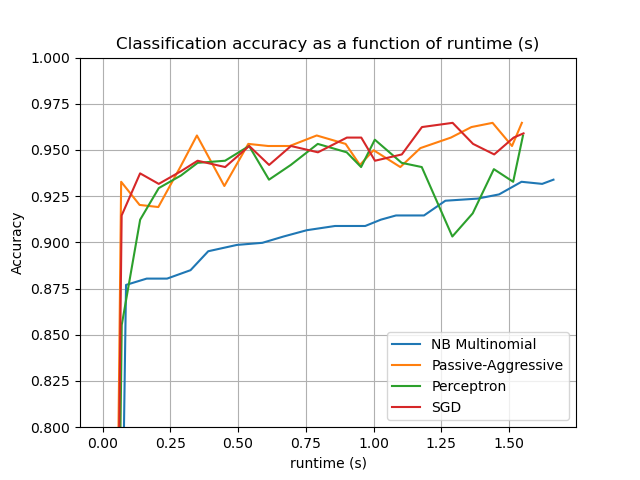 Classification accuracy as a function of runtime (s)
1.000
0.975
0.950
0.925
0.900
0.875
0.850
0.825
0.800
Accuracy
NB Multinomial
Passive-Aggressive
Perceptron
SGD
0.00 0.25 0.50 0.75 1.00 1.25 1.50
runtime (s)